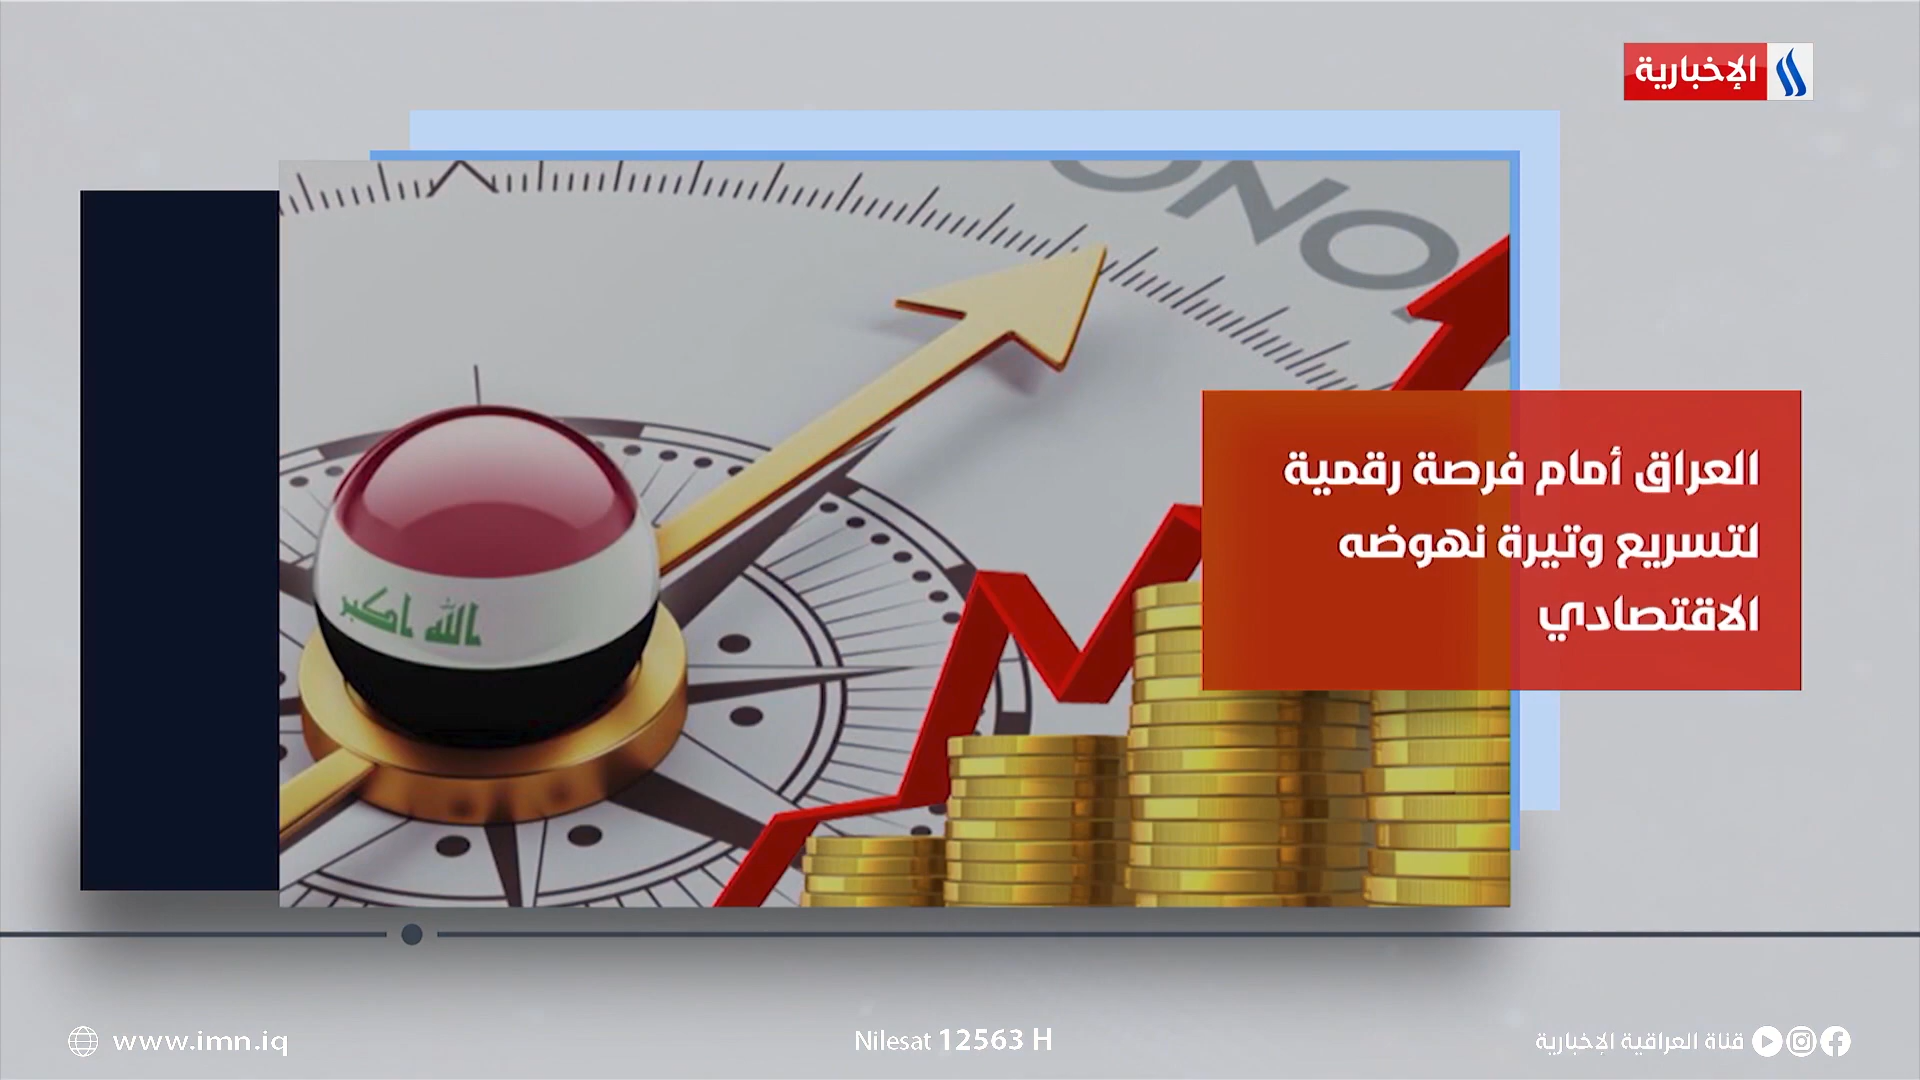 الإخبارية
ONO
العراق أمام فرصة رقمية
لتسريع وتيرة نهوضه
الاقتصادي
الله اكبر
www.imn.iq
Nilesat 12563 H
قناة العراقية الإخبارية